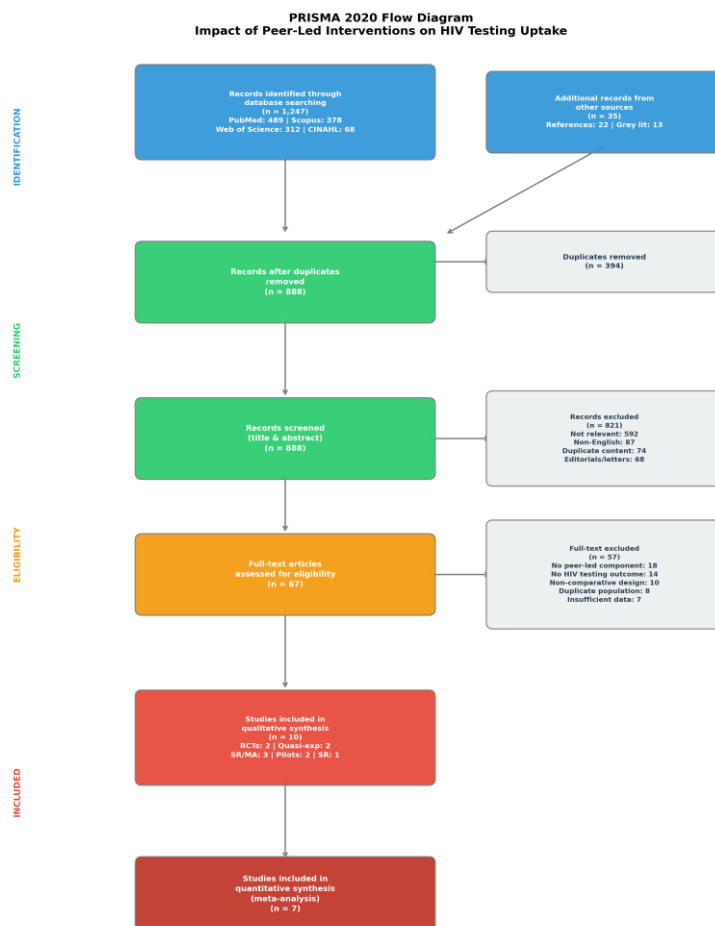 PRISMA 2020 Flow Diagram
Impact of Peer-Led Interventions on HIV Testing Uptake
IDENTIFICATION
Records identified through
database searching
(n = 1,247)
PubMed: 489 | Scopus: 378
Web of Science: 312 | CINAHL: 68
Additional records from
other sources
(n = 35)
References: 22 | Grey lit: 13
Records after duplicates
removed
(n = 888)
Duplicates removed
(n = 394)
SCREENING
Records screened
(title & abstract)
(n = 888)
Records excluded
(n = 821)
Not relevant: 592
Non-English: 87
Duplicate content: 74
Editorials/letters: 68
ELIGIBILITY
Full-text articles
assessed for eligibility
(n = 67)
Full-text excluded
(n = 57)
No peer-led component: 18
No HIV testing outcome: 14
Non-comparative design: 10
Duplicate population: 8
Insufficient data: 7
Studies included in
qualitative synthesis
(n = 10)
RCTs: 2 | Quasi-exp: 2
SR/MA: 3 | Pilots: 2 | SR: 1
INCLUDED
Studies included in
quantitative synthesis
(meta-analysis)
(n = 7)